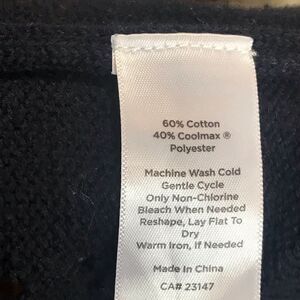 60% Cotton
40% Coolmax ®
Polyester
Machine Wash Cold
Gentle Cycle
Only Non-Chlorine
Bleach When Needed
Reshape, Lay Flat To
Dry
Warm Iron, if Needed
Made In China
CA# 23147